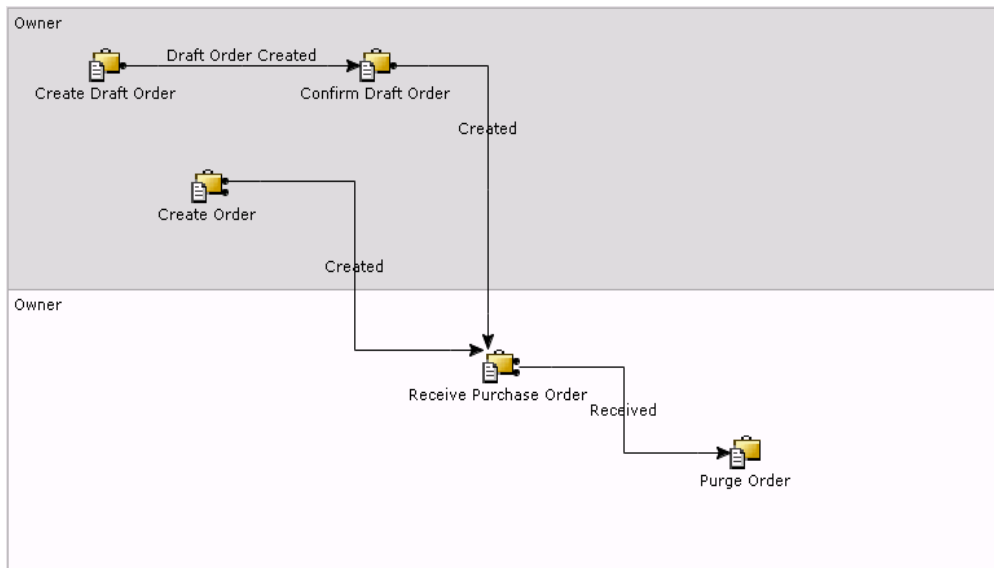 Owner
Draft Order Created
Create Draft Order
Confirm Draft Order
Created
Create Order
Created
Owner
Receive Purchase Order
Received
Purge Order